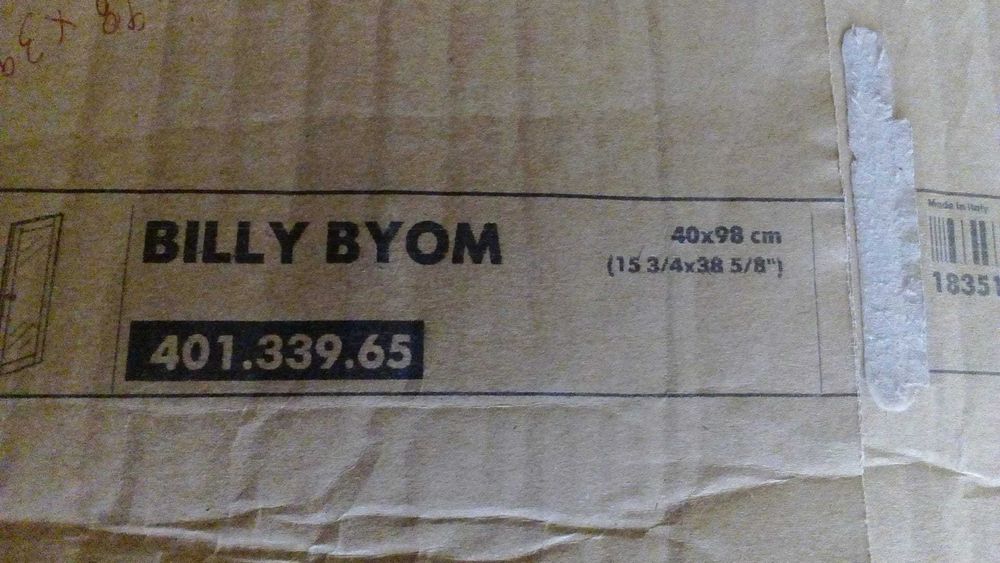 BILLY BYOM
40x98 cm
(15 3/4x38 5/8")
401.339.65
Made in Italy
18351